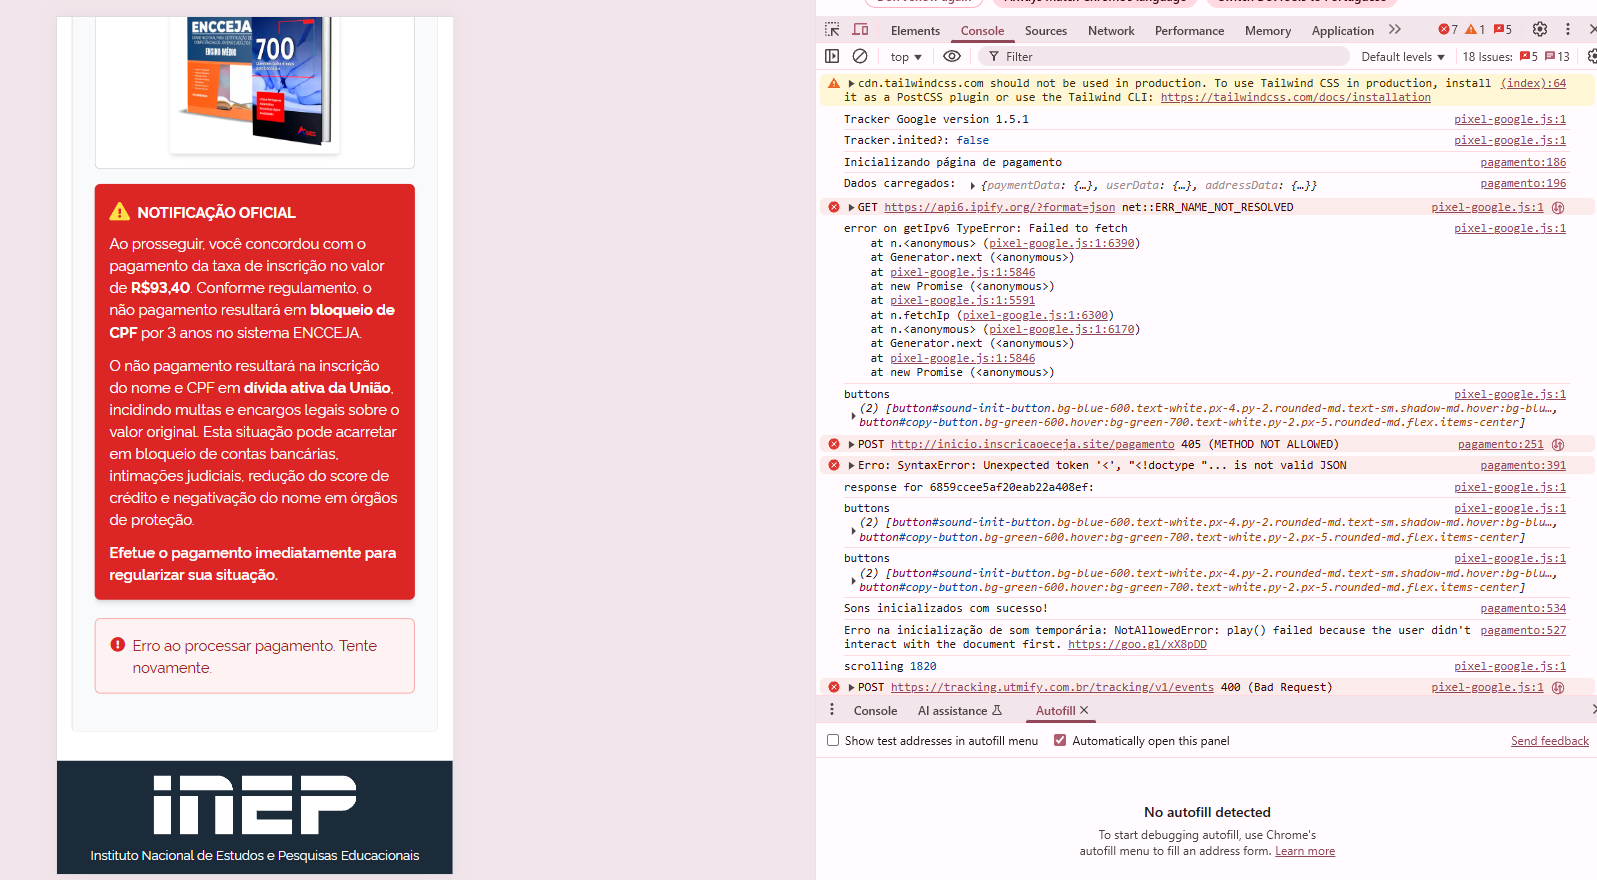 ENCCEJA
ENSINO MÉDIO
700
NOTIFICAÇÃO OFICIAL
Ao prosseguir, você concordou com o
pagamento da taxa de inscrição no valor
de R$93,40. Conforme regulamento, o
não pagamento resultará em bloqueio de
CPF por 3 anos no sistema ENCCEJA.
O não pagamento resultará na inscrição
do nome e CPF em dívida ativa da União,
incidindo multas e encargos legais sobre o
valor original. Esta situação pode acarretar
em bloqueio de contas bancárias,
intimações judiciais, redução do score de
crédito e negativação do nome em órgãos
de proteção.
Efetue o pagamento imediatamente para
regularizar sua situação.
Erro ao processar pagamento. Tente
novamente.
inep
Instituto Nacional de Estudos e Pesquisas Educacionais
Elements Console Sources Network Performance Memory Application 7 1 5
top Filter Default levels 18 Issues: 5 13
cdn.tailwindcss.com should not be used in production. To use Tailwind CSS in production, install (index):64
it as a PostCSS plugin or use the Tailwind CLI: https://tailwindcss.com/docs/installation
Tracker Google version 1.5.1 pixel-google.js:1
Tracker.inited?: false pixel-google.js:1
Inicializando página de pagamento pagamento:186
Dados carregados: {paymentData: {…}, userData: {…}, addressData: {…}} pagamento:196
GET https://api6.ipify.org/?format=json net::ERR_NAME_NOT_RESOLVED pixel-google.js:1
error on getIpv6 TypeError: Failed to fetch pixel-google.js:1
at n.<anonymous> (pixel-google.js:1:6390)
at Generator.next (<anonymous>)
at pixel-google.js:1:5846
at new Promise (<anonymous>)
at pixel-google.js:1:5591
at n.fetchIp (pixel-google.js:1:6300)
at n.<anonymous> (pixel-google.js:1:6170)
at Generator.next (<anonymous>)
at pixel-google.js:1:5846
at new Promise (<anonymous>)
buttons pixel-google.js:1
(2) [button#sound-init-button.bg-blue-600.text-white.px-4.py-2.rounded-md.text-sm.shadow-md.hover:bg-blu…,
button#copy-button.bg-green-600.hover:bg-green-700.text-white.py-2.px-5.rounded-md.flex.items-center]
POST http://inicio.inscricaoeceja.site/pagamento 405 (METHOD NOT ALLOWED) pagamento:251
Erro: SyntaxError: Unexpected token '<', "<!doctype "... is not valid JSON pagamento:391
response for 6859ccee5af20eab22a408ef: pixel-google.js:1
buttons pixel-google.js:1
(2) [button#sound-init-button.bg-blue-600.text-white.px-4.py-2.rounded-md.text-sm.shadow-md.hover:bg-blu…,
button#copy-button.bg-green-600.hover:bg-green-700.text-white.py-2.px-5.rounded-md.flex.items-center]
buttons pixel-google.js:1
(2) [button#sound-init-button.bg-blue-600.text-white.px-4.py-2.rounded-md.text-sm.shadow-md.hover:bg-blu…,
button#copy-button.bg-green-600.hover:bg-green-700.text-white.py-2.px-5.rounded-md.flex.items-center]
Sons inicializados com sucesso! pagamento:534
Erro na inicialização de som temporária: NotAllowedError: play() failed because the user didn't pagamento:527
interact with the document first. https://goo.gl/xX8pDD
scrolling 1820 pixel-google.js:1
POST https://tracking.utmify.com.br/tracking/v1/events 400 (Bad Request) pixel-google.js:1
Console AI assistance Autofill
Show test addresses in autofill menu Automatically open this panel Send feedback
No autofill detected
To start debugging autofill, use Chrome's
autofill menu to fill an address form. Learn more